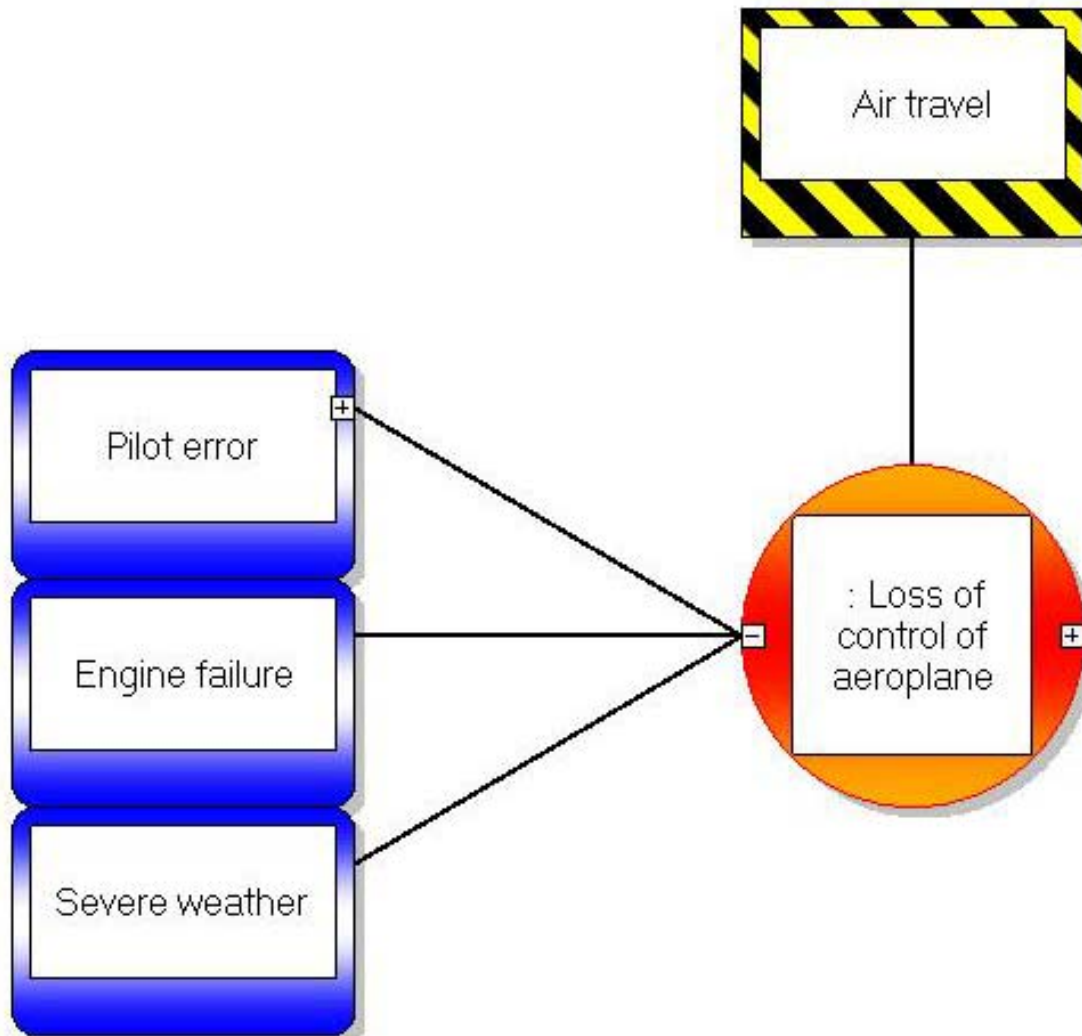 Air travel
Pilot error
Engine failure
Severe weather
: Loss of
control of
aeroplane